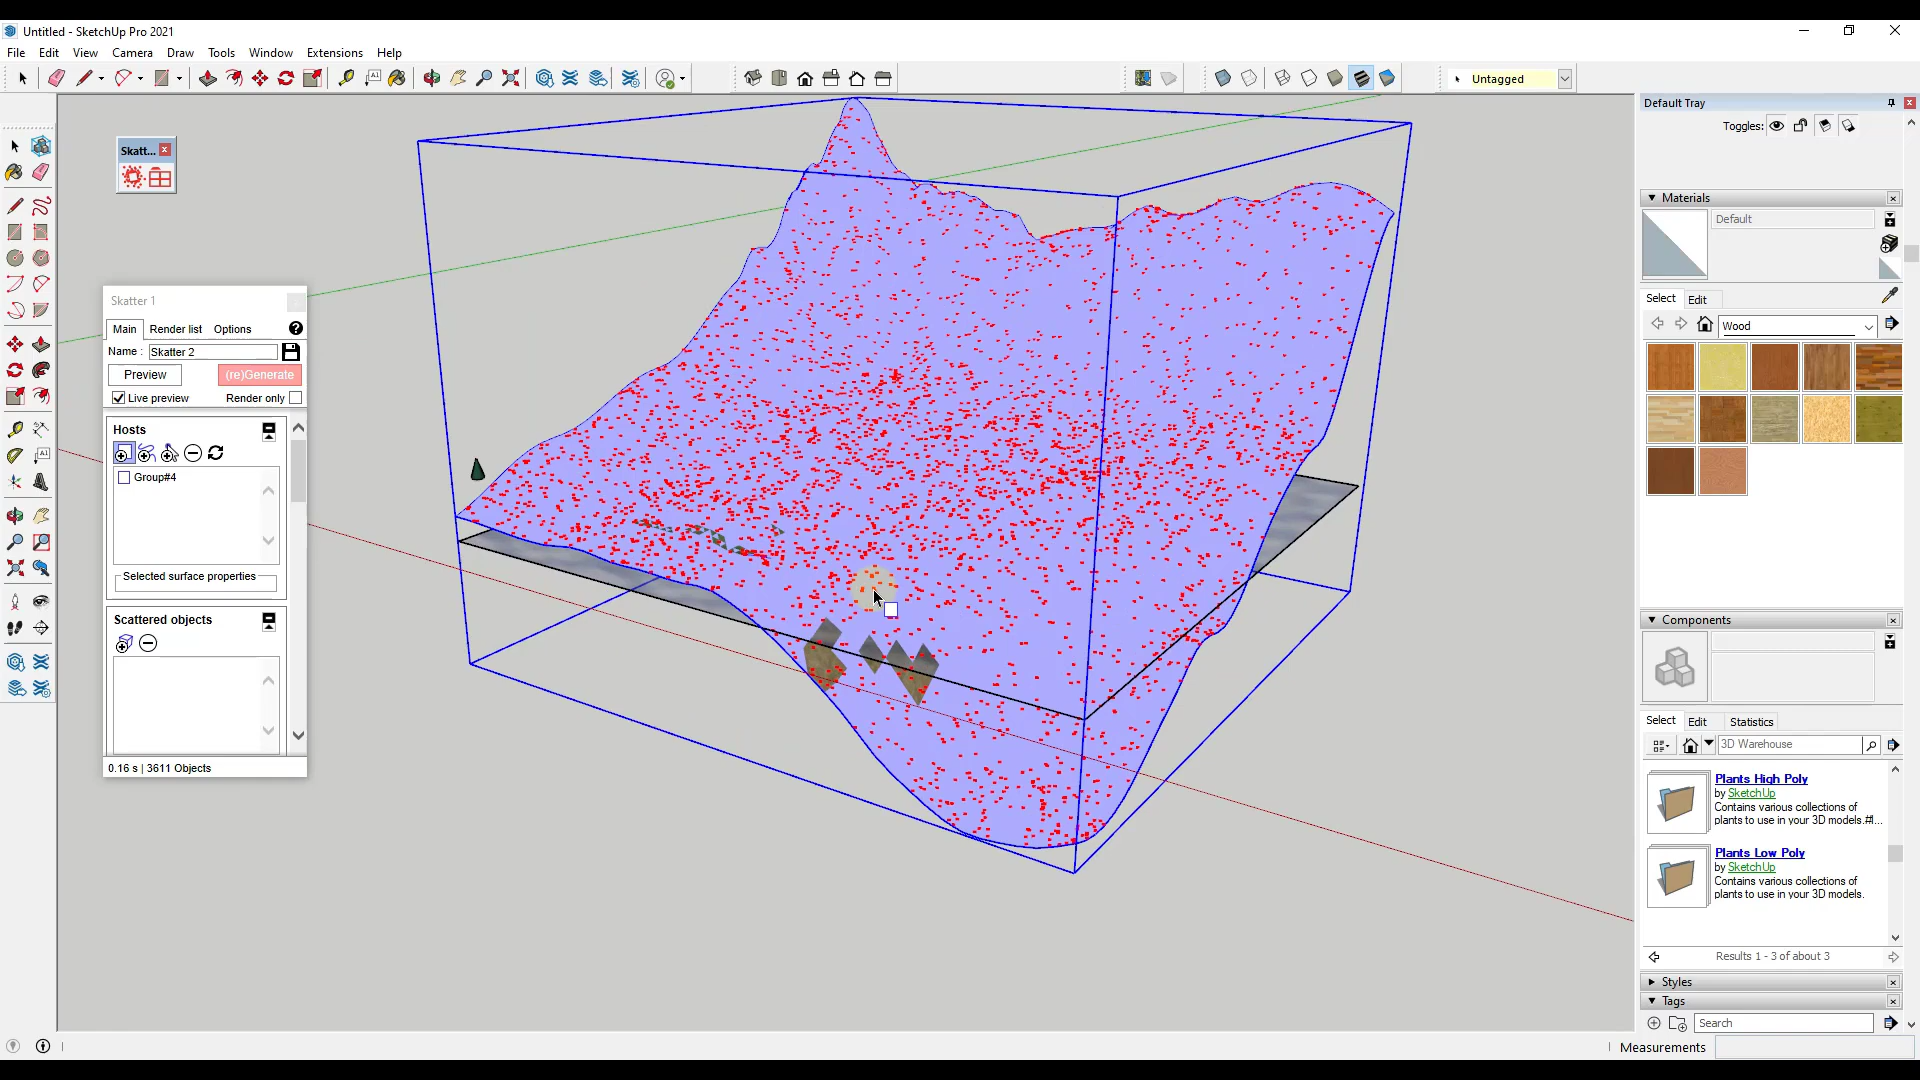 Untitled - SketchUp Pro 2021
File Edit View Camera Draw Tools Window Extensions Help
Untagged
Default Tray
Toggles:
Skatt...
Materials
Default
Select Edit
Wood
Skatter 1
Main Render list Options
Name : Skatter 2
Preview (re)Generate
Live preview Render only
Hosts
Group#4
Selected surface properties
Scattered objects
0.16 s | 3611 Objects
Components
Select Edit Statistics
3D Warehouse
Plants High Poly
by SketchUp
Contains various collections of
plants to use in your 3D models.#l...
Plants Low Poly
by SketchUp
Contains various collections of
plants to use in your 3D models.
Results 1 - 3 of about 3
Styles
Tags
Search
Measurements